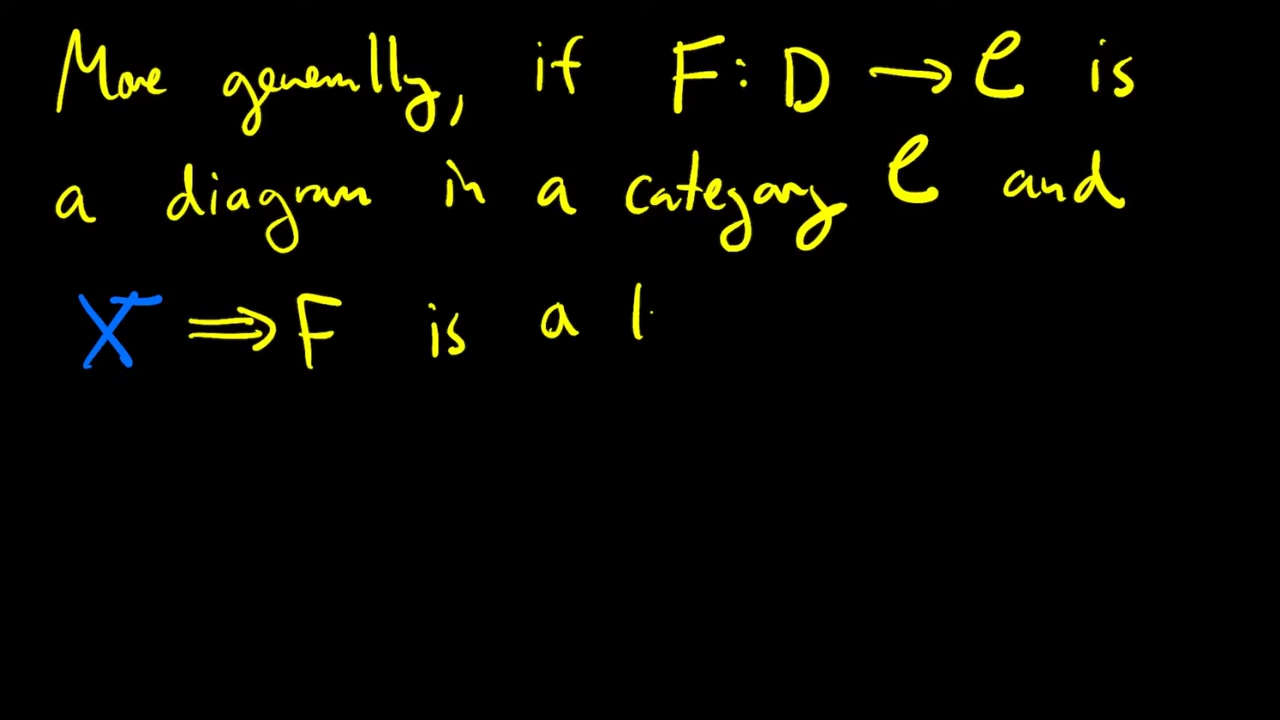 More generally, if F: D → C is
a diagram in a category C and
X ⇒ F is a